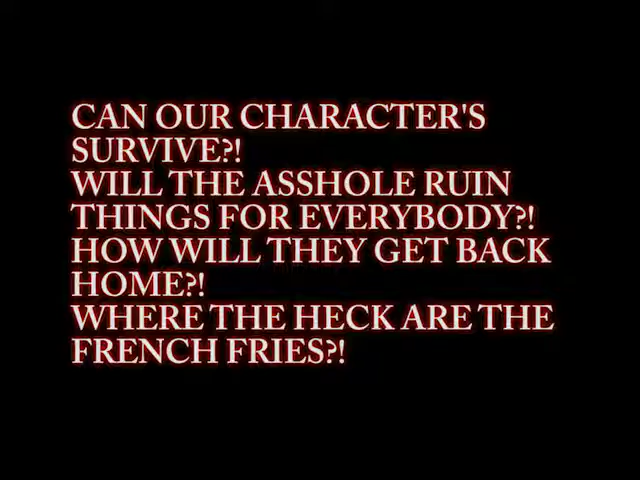 CAN OUR CHARACTER'S
SURVIVE?!
WILL THE ASSHOLE RUIN
THINGS FOR EVERYBODY?!
HOW WILL THEY GET BACK
HOME?!
WHERE THE HECK ARE THE
FRENCH FRIES?!